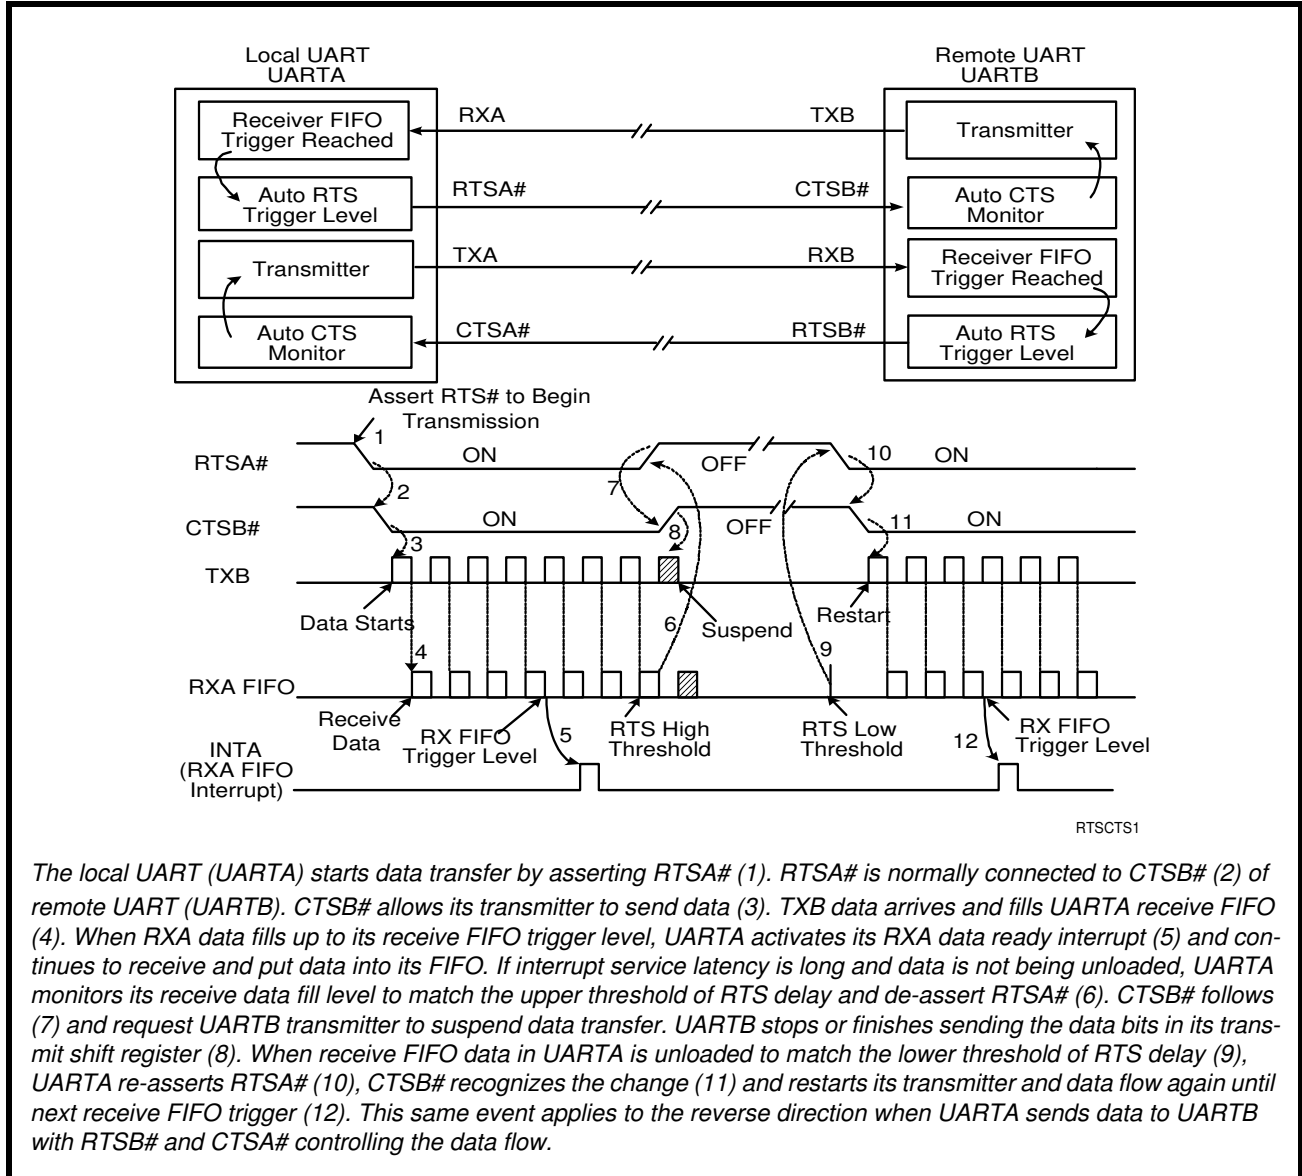 Local UART
UARTA
Remote UART
UARTB
Receiver FIFO
Trigger Reached
RXA
TXB
Transmitter
Auto RTS
Trigger Level
RTSA#
CTSB#
Auto CTS
Monitor
Transmitter
TXA
RXB
Receiver FIFO
Trigger Reached
Auto CTS
Monitor
CTSA#
RTSB#
Auto RTS
Trigger Level
Assert RTS# to Begin
Transmission
1
RTSA#
ON
7
OFF
10
ON
2
CTSB#
ON
8
OFF
11
ON
3
TXB
Data Starts
6
Suspend
Restart
4
9
RXA FIFO
Receive
Data
RX FIFO
Trigger Level
5
RTS High
Threshold
RTS Low
Threshold
12
RX FIFO
Trigger Level
INTA
(RXA FIFO
Interrupt)
RTSCTS1
The local UART (UARTA) starts data transfer by asserting RTSA# (1). RTSA# is normally connected to CTSB# (2) of
remote UART (UARTB). CTSB# allows its transmitter to send data (3). TXB data arrives and fills UARTA receive FIFO
(4). When RXA data fills up to its receive FIFO trigger level, UARTA activates its RXA data ready interrupt (5) and con-
tinues to receive and put data into its FIFO. If interrupt service latency is long and data is not being unloaded, UARTA
monitors its receive data fill level to match the upper threshold of RTS delay and de-assert RTSA# (6). CTSB# follows
(7) and request UARTB transmitter to suspend data transfer. UARTB stops or finishes sending the data bits in its trans-
mit shift register (8). When receive FIFO data in UARTA is unloaded to match the lower threshold of RTS delay (9),
UARTA re-asserts RTSA# (10), CTSB# recognizes the change (11) and restarts its transmitter and data flow again until
next receive FIFO trigger (12). This same event applies to the reverse direction when UARTA sends data to UARTB
with RTSB# and CTSA# controlling the data flow.